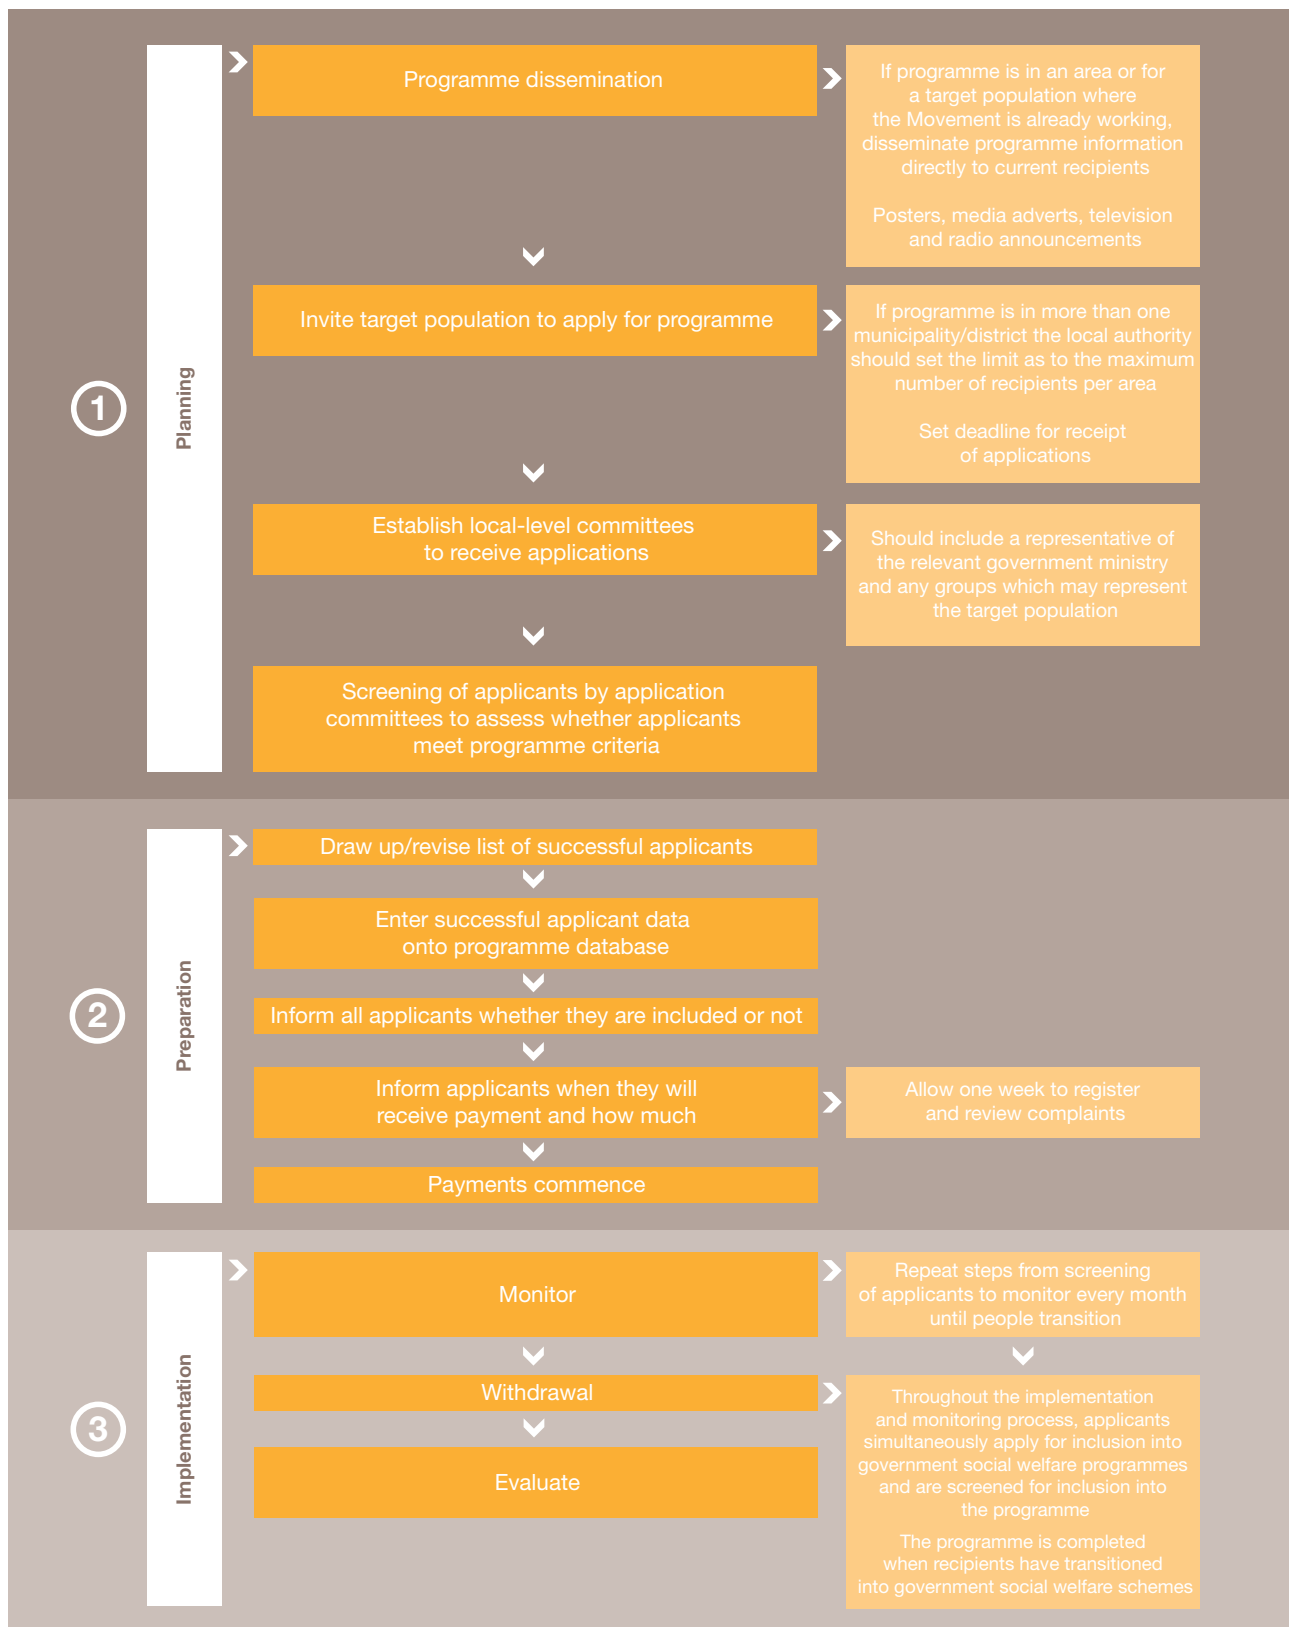 1
Planning
Programme dissemination
If programme is in an area or for
a target population where
the Movement is already working,
disseminate programme information
directly to current recipients
Posters, media adverts, television
and radio announcements
Invite target population to apply for programme
If programme is in more than one
municipality/district the local authority
should set the limit as to the maximum
number of recipients per area
Set deadline for receipt
of applications
Establish local-level committees
to receive applications
Should include a representative of
the relevant government ministry
and any groups which may represent
the target population
Screening of applicants by application
committees to assess whether applicants
meet programme criteria
2
Preparation
Draw up/revise list of successful applicants
Enter successful applicant data
onto programme database
Inform all applicants whether they are included or not
Inform applicants when they will
receive payment and how much
Allow one week to register
and review complaints
Payments commence
3
Implementation
Monitor
Repeat steps from screening
of applicants to monitor every month
until people transition
Withdrawal
Throughout the implementation
and monitoring process, applicants
simultaneously apply for inclusion into
government social welfare programmes
and are screened for inclusion into
the programme
The programme is completed
when recipients have transitioned
into government social welfare schemes
Evaluate